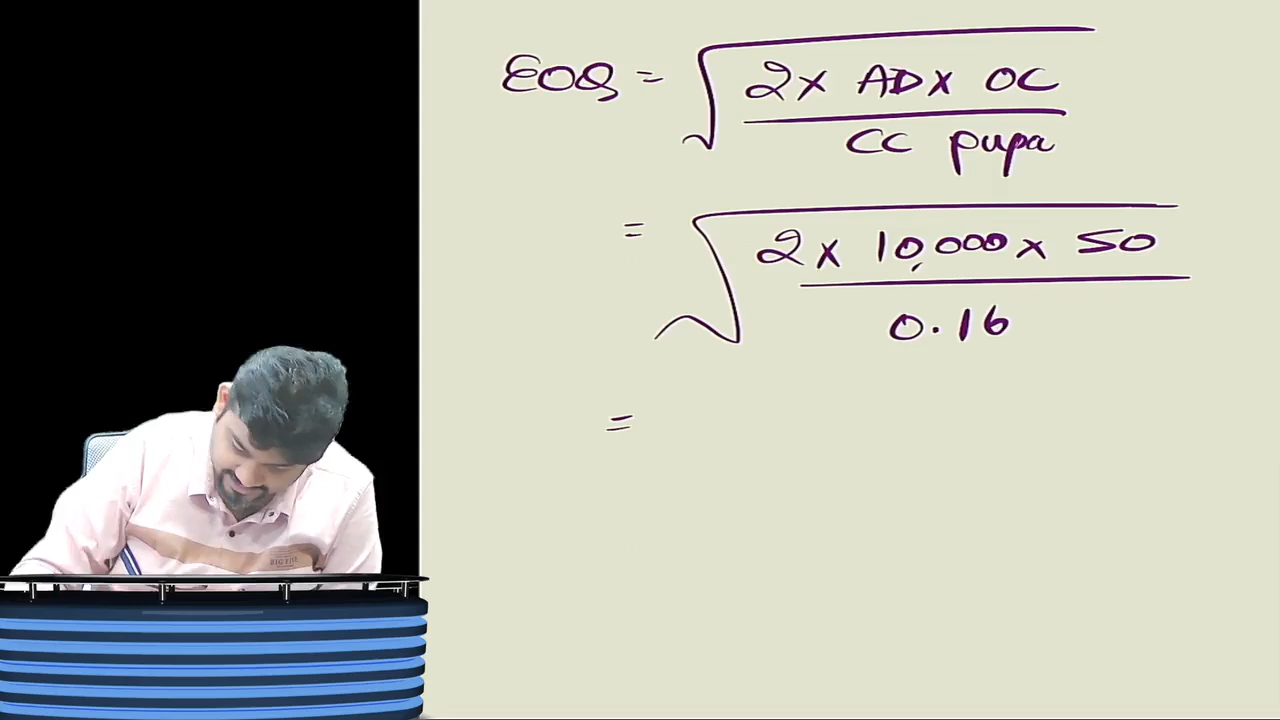 EOQ = √ 2 x AD x OC
CC pupa
= √ 2 x 10,000 x 50
0.16
=